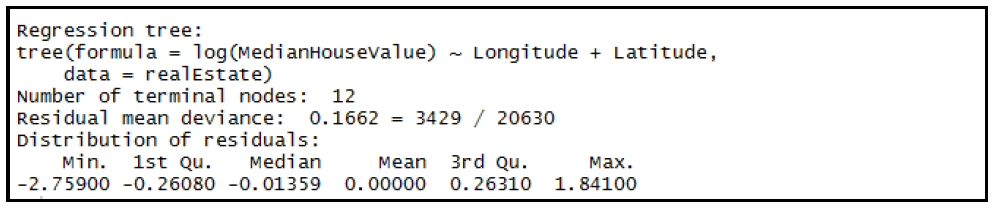 Regression tree:
tree(formula = log(MedianHouseValue) ~ Longitude + Latitude,
    data = realEstate)
Number of terminal nodes:  12
Residual mean deviance:  0.1662 = 3429 / 20630
Distribution of residuals:
    Min.  1st Qu.   Median     Mean  3rd Qu.     Max.
-2.75900 -0.26080 -0.01359  0.00000  0.26310  1.84100